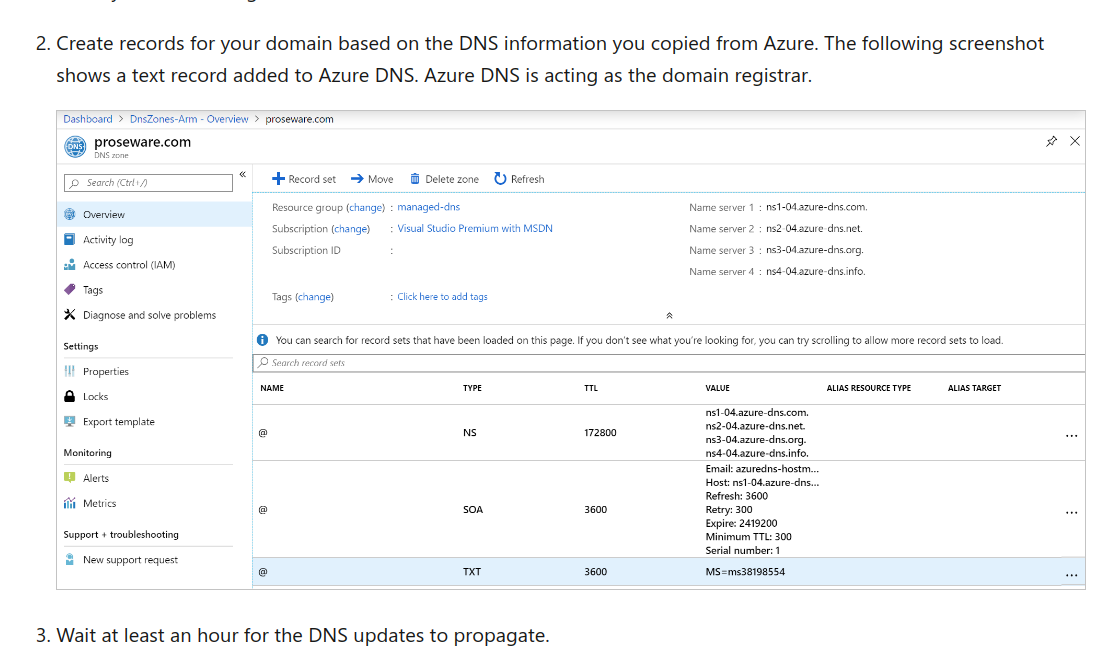 2. Create records for your domain based on the DNS information you copied from Azure. The following screenshot
shows a text record added to Azure DNS. Azure DNS is acting as the domain registrar.
Dashboard > DnsZones-Arm - Overview > proseware.com
DNS
proseware.com
DNS zone
Search (Ctrl+/)
«
Record set
Move
Delete zone
Refresh
Overview
Activity log
Access control (IAM)
Tags
Diagnose and solve problems
Settings
Properties
Locks
Export template
Monitoring
Alerts
Metrics
Support + troubleshooting
New support request
Resource group (change) : managed-dns
Subscription (change) : Visual Studio Premium with MSDN
Subscription ID :
Tags (change) : Click here to add tags
Name server 1 : ns1-04.azure-dns.com.
Name server 2 : ns2-04.azure-dns.net.
Name server 3 : ns3-04.azure-dns.org.
Name server 4 : ns4-04.azure-dns.info.
You can search for record sets that have been loaded on this page. If you don't see what you're looking for, you can try scrolling to allow more record sets to load.
Search record sets
NAME TYPE TTL VALUE ALIAS RESOURCE TYPE ALIAS TARGET
@ NS 172800
ns1-04.azure-dns.com.
ns2-04.azure-dns.net.
ns3-04.azure-dns.org.
ns4-04.azure-dns.info.
...
@ SOA 3600
Email: azuredns-hostm...
Host: ns1-04.azure-dns...
Refresh: 3600
Retry: 300
Expire: 2419200
Minimum TTL: 300
Serial number: 1
...
@ TXT 3600 MS=ms38198554 ...
3. Wait at least an hour for the DNS updates to propagate.